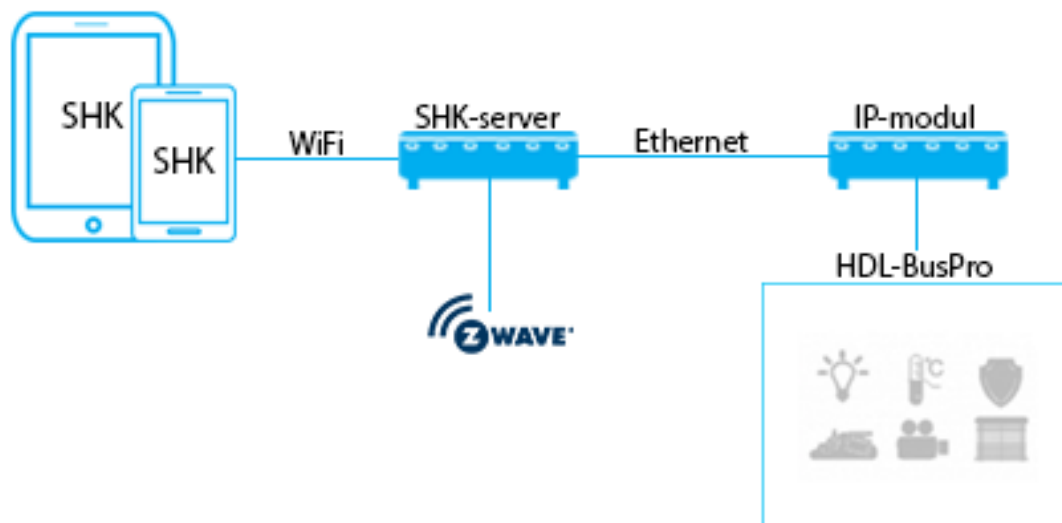 SHK
SHK
WiFi
SHK-server
Ethernet
IP-modul
HDL-BusPro
Z WAVE
°C